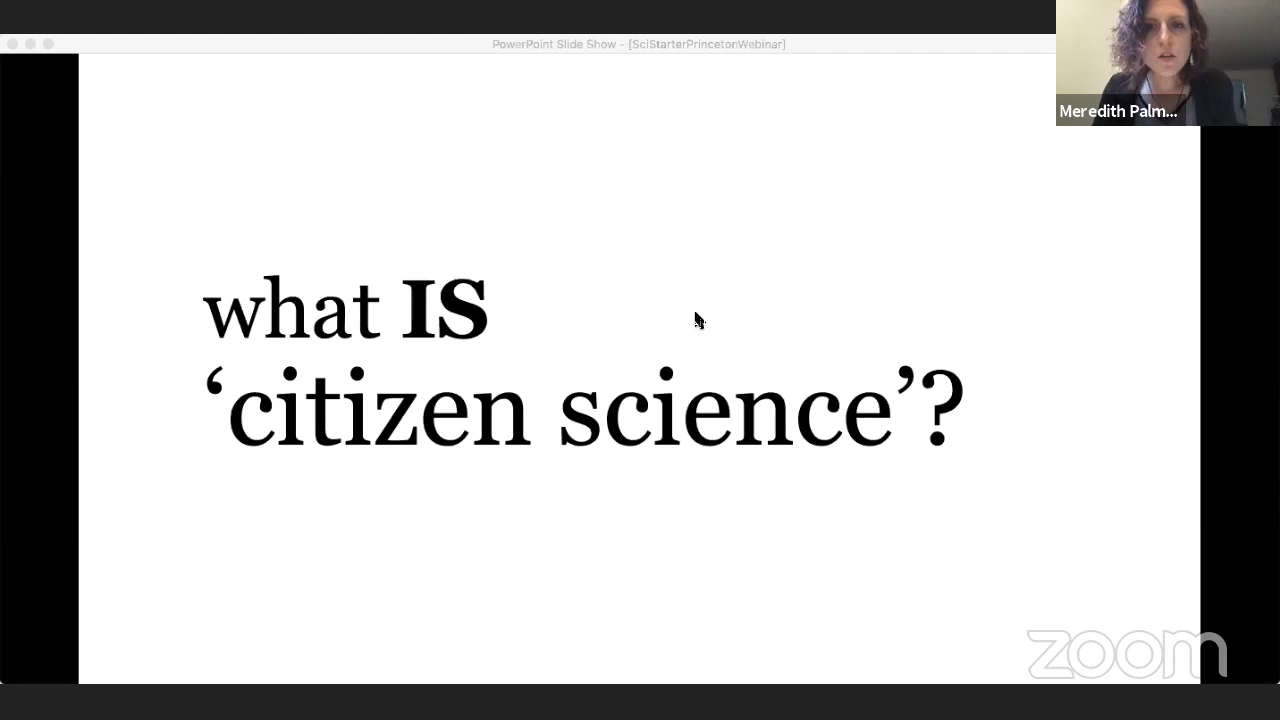 PowerPoint Slide Show - [SciStarterPrincetonWebinar]
Meredith Palm...
what IS
‘citizen science’?
zoom